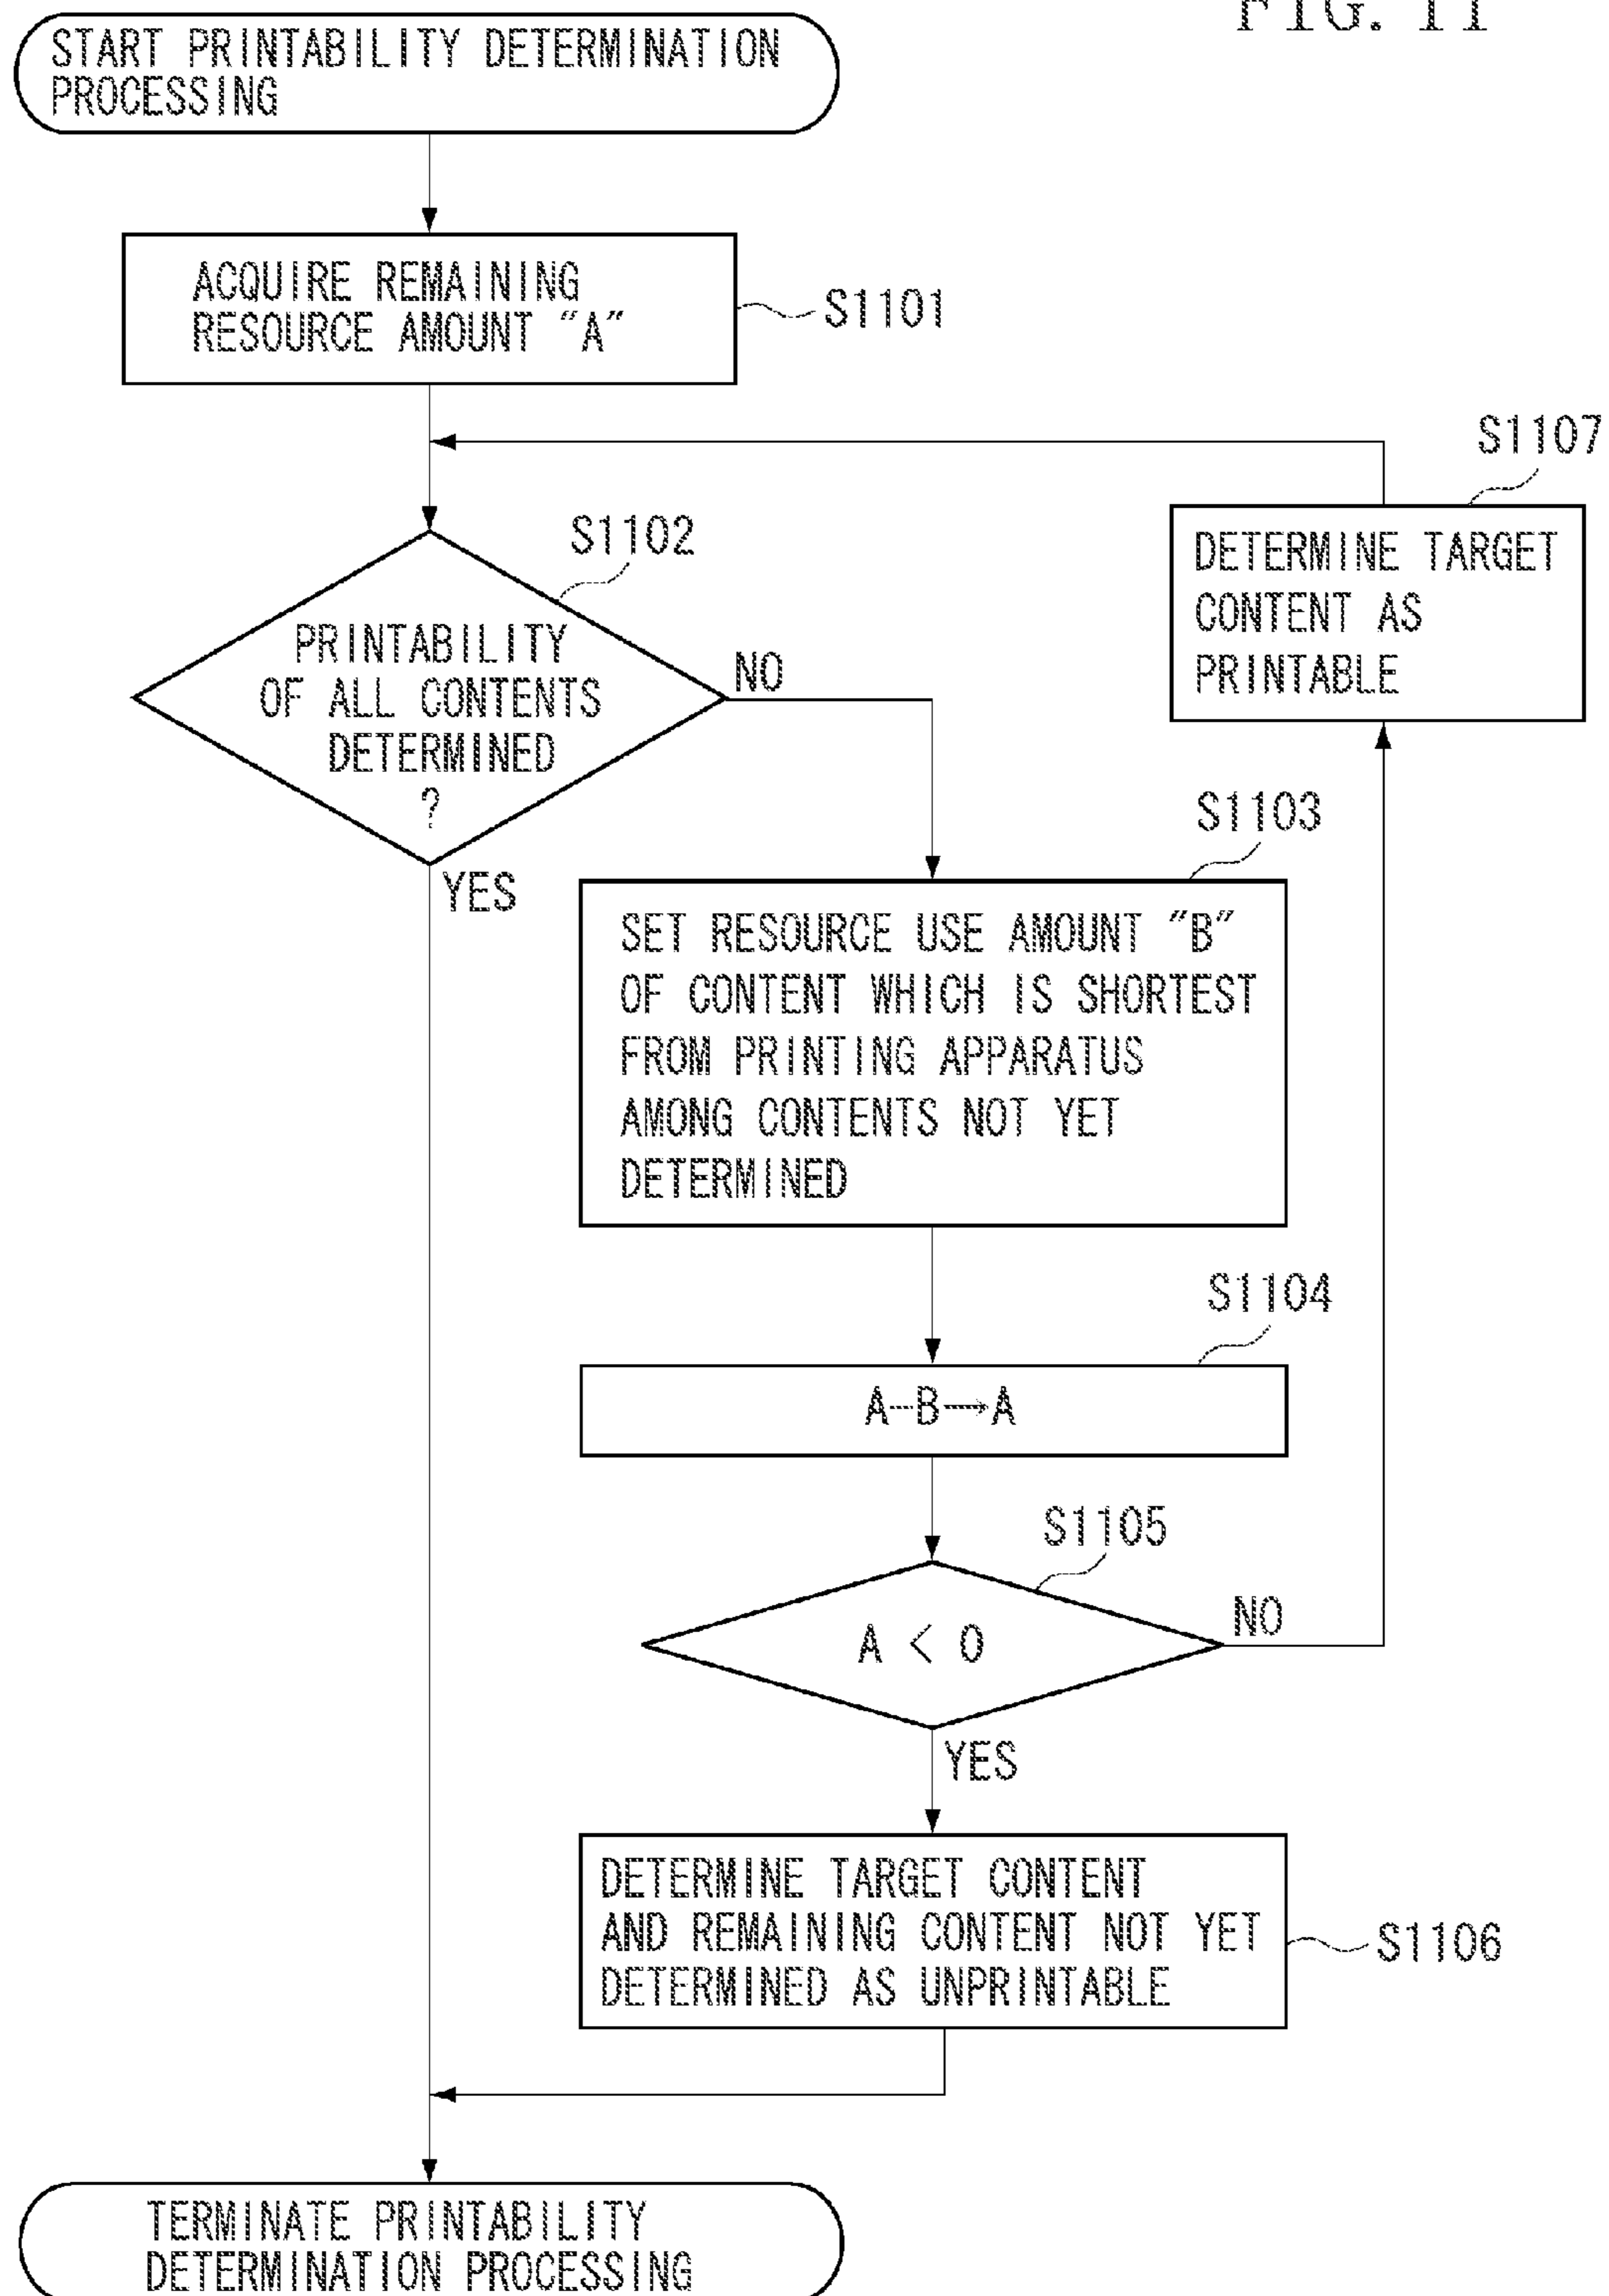 FIG. 11
START PRINTABILITY DETERMINATION
PROCESSING
ACQUIRE REMAINING
RESOURCE AMOUNT "A"
S1101
S1107
DETERMINE TARGET
CONTENT AS
PRINTABLE
S1102
PRINTABILITY
OF ALL CONTENTS
DETERMINED
?
NO
YES
S1103
SET RESOURCE USE AMOUNT "B"
OF CONTENT WHICH IS SHORTEST
FROM PRINTING APPARATUS
AMONG CONTENTS NOT YET
DETERMINED
S1104
A-B→A
S1105
A < 0
NO
YES
DETERMINE TARGET CONTENT
AND REMAINING CONTENT NOT YET
DETERMINED AS UNPRINTABLE
S1106
TERMINATE PRINTABILITY
DETERMINATION PROCESSING